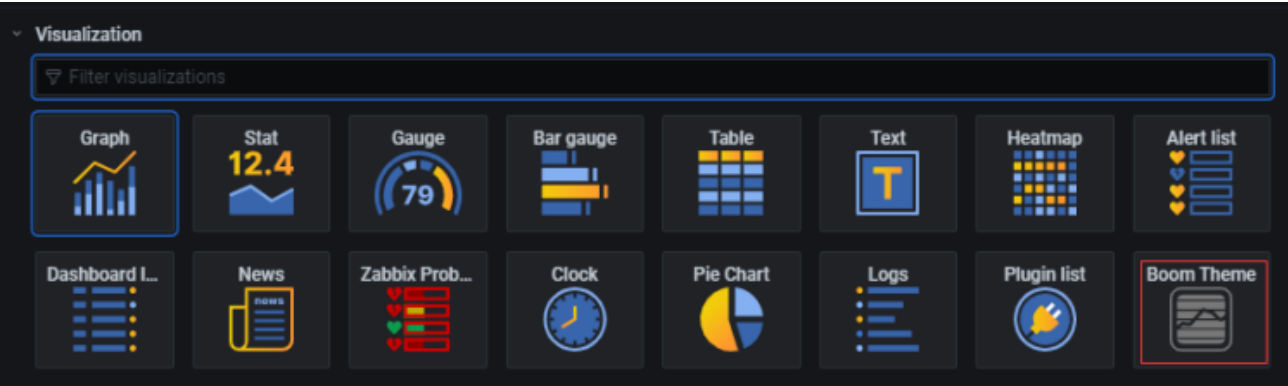 Visualization
Filter visualizations
Graph Stat Gauge Bar gauge Table Text Heatmap Alert list
12.4
79
T
Dashboard l... News Zabbix Prob... Clock Pie Chart Logs Plugin list Boom Theme
news